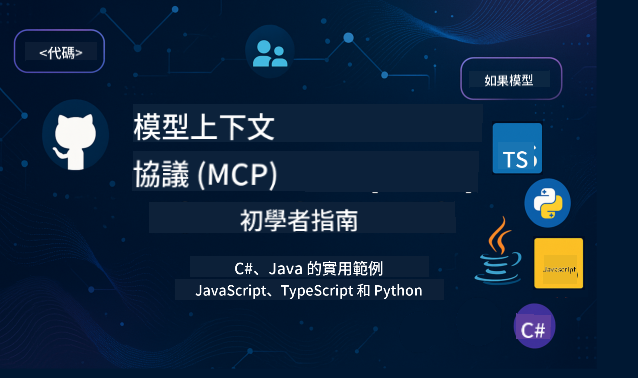 <代碼>
如果模型
模型上下文
協議 (MCP)
初學者指南
C#、Java 的實用範例
JavaScript、TypeScript 和 Python
TS
Javascript
C#